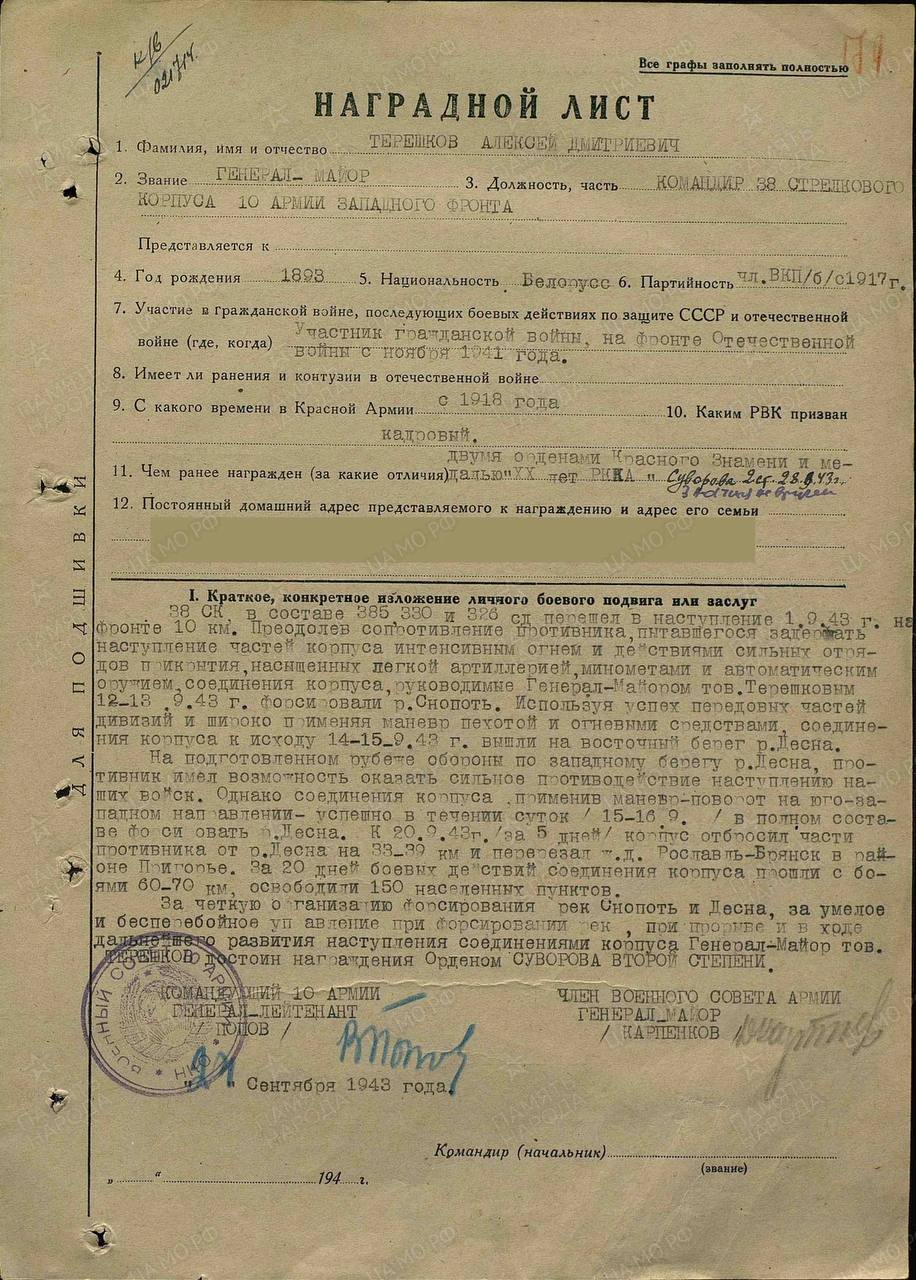 К/В
021714.
Все графы заполнять полностью
НАГРАДНОЙ ЛИСТ
1. Фамилия, имя и отчество ТЕРЕШКОВ АЛЕКСЕЙ ДМИТРИЕВИЧ
2. Звание ГЕНЕРАЛ-МАЙОР 3. Должность, часть КОМАНДИР 38 СТРЕЛКОВОГО
КОРПУСА 10 АРМИИ ЗАПАДНОГО ФРОНТА
Представляется к
4. Год рождения 1893 5. Национальность Белорусс 6. Партийность чл.ВКП/б/с1917г.
7. Участие в гражданской войне, последующих боевых действиях по защите СССР и отечественной
войне (где, когда) Участник гражданской войны, на фронте Отечественной
войны с ноября 1941 года.
8. Имеет ли ранения и контузии в отечественной войне
9. С какого времени в Красной Армии с 1918 года 10. Каким РВК призван
кадровый.
двумя орденами Красного Знамени и ме-
11. Чем ранее награжден (за какие отличия) далью "XX лет РККА" Суворова 2 ст. 28.9.43г.
12. Постоянный домашний адрес представляемого к награждению и адрес его семьи
ДЛЯ ПОДШИВКИ
I. Краткое, конкретное изложение личного боевого подвига или заслуг
38 СК в составе 385,330 и 326 сд перешел в наступление 1.9.43 г. на
фронте 10 км. Преодолев сопротивление противника,пытавшегося задержать
наступление частей корпуса интенсивным огнем и действиями сильных отря-
дов прикрытия,насыщенных легкой артиллерией,минометами и автоматическим
оружием,соединения корпуса,руководимые Генерал-Майором тов.Терешковым
12-13 .9.43 г. форсировали р.Снопоть. Используя успех передовых частей
дивизий и широко применяя маневр пехотой и огневыми средствами, соедине-
ния корпуса к исходу 14-15.9.43 г. вышли на восточный берег р.Десна.
На подготовленном рубеже обороны по западному берегу р.Десна, про-
тивник имел возможность оказать сильное противодействие наступлению на-
ших войск. Однако соединения корпуса ,применив маневр-поворот на юго-за-
падном направлении- успешно в течении суток / 15-16 9. / в полном соста-
ве фо си овать р.Десна. К 20.9.43г. /за 5 дней/ корпус отбросил части
противника от р.Десна на 33-39 км и перерезал ж.д. Рославль-Брянск в рай-
оне Пригорье. За 20 дней боевых действий соединения корпуса прошли с бо-
ями 60-70 км, освободили 150 населенных пунктов.
За четкую о ганизацию форсирования рек Снопоть и Десна, за умелое
и бесперебойное уп авление при форсировании рек , при прорыве и в ходе
дальнейшего развития наступления соединениями корпуса Генерал-Майор тов.
ТЕРЕШКОВ достоин награждения Орденом СУВОРОВА ВТОРОЙ СТЕПЕНИ.
КОМАНДУЮЩИЙ 10 АРМИИ ЧЛЕН ВОЕННОГО СОВЕТА АРМИИ
ГЕНЕРАЛ-ЛЕЙТЕНАНТ ГЕНЕРАЛ-МАЙОР
/ ПОПОВ / / КАРПЕНКОВ /
ВПопов
" " Сентября 1943 года.
Командир (начальник)
(звание)
„ “ 194 г.